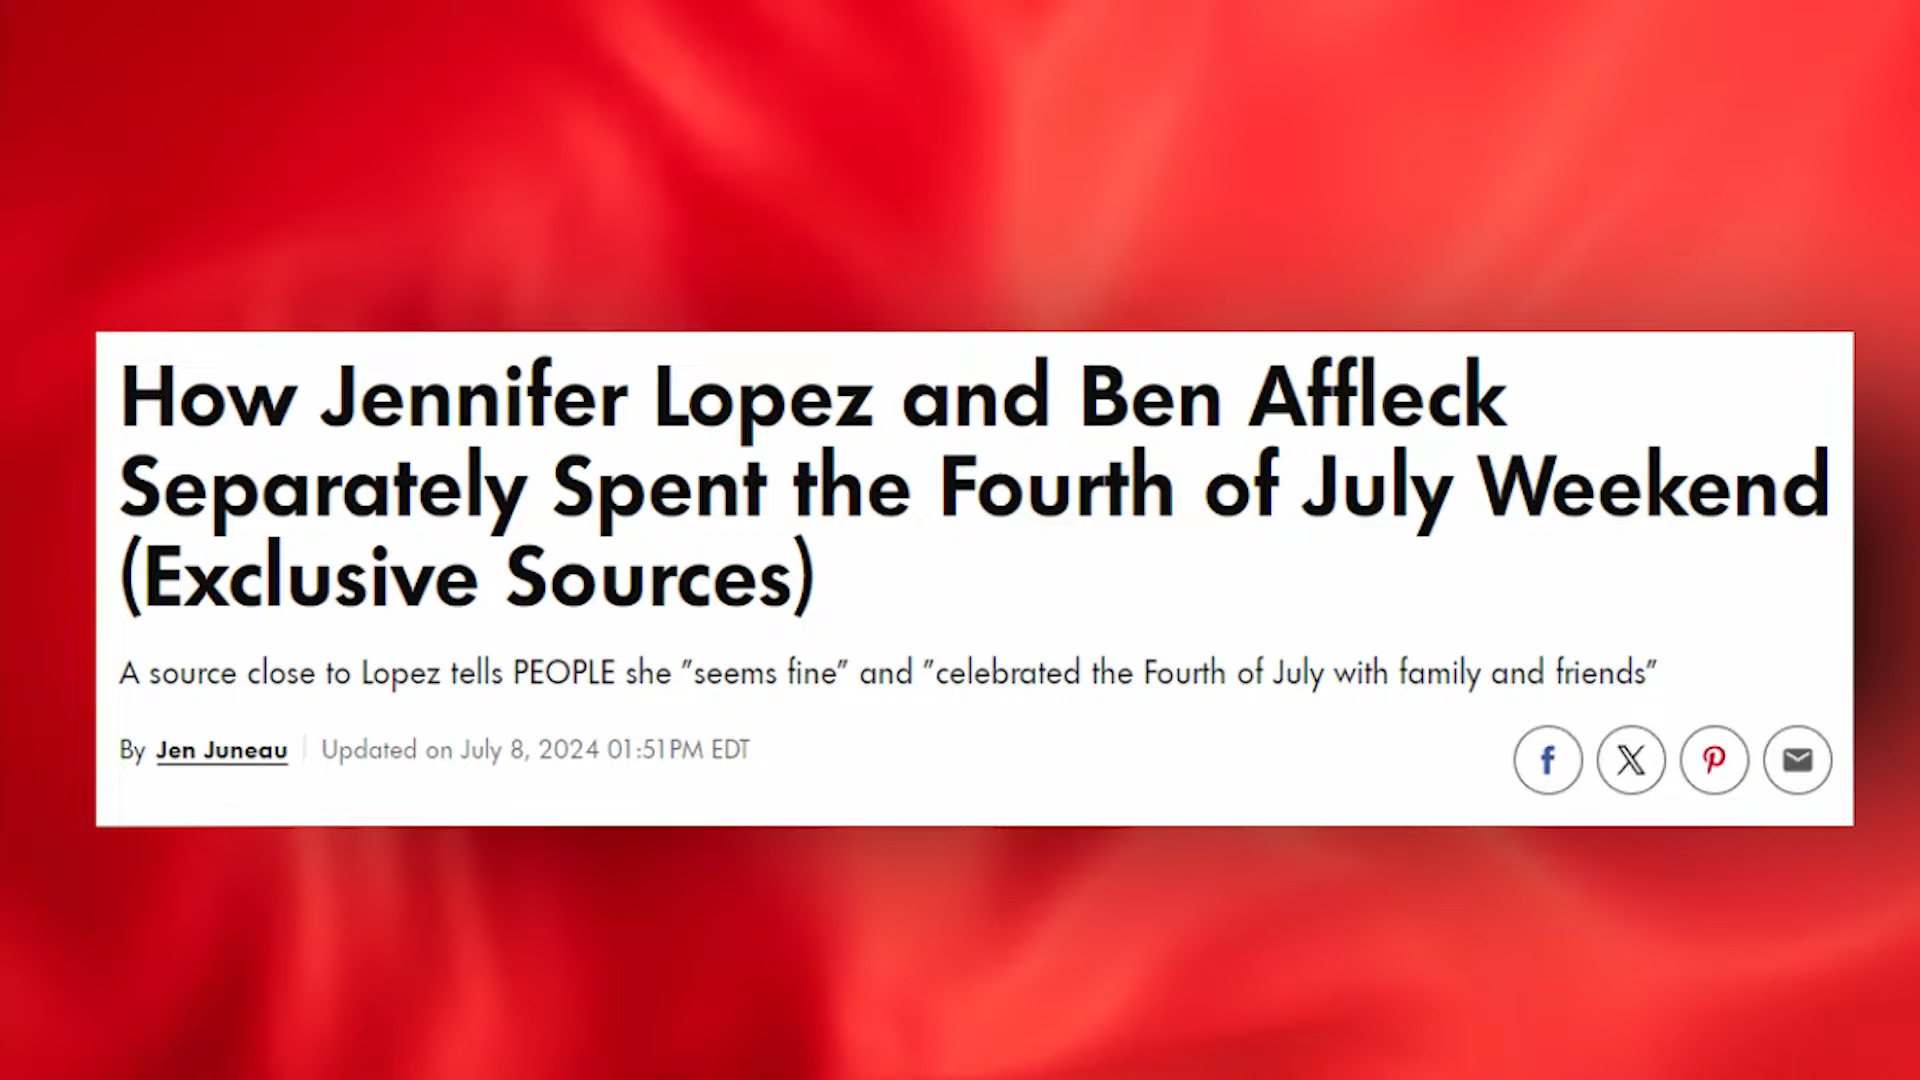 How Jennifer Lopez and Ben Affleck
Separately Spent the Fourth of July Weekend
(Exclusive Sources)
A source close to Lopez tells PEOPLE she "seems fine" and "celebrated the Fourth of July with family and friends"
By Jen Juneau Updated on July 8, 2024 01:51PM EDT